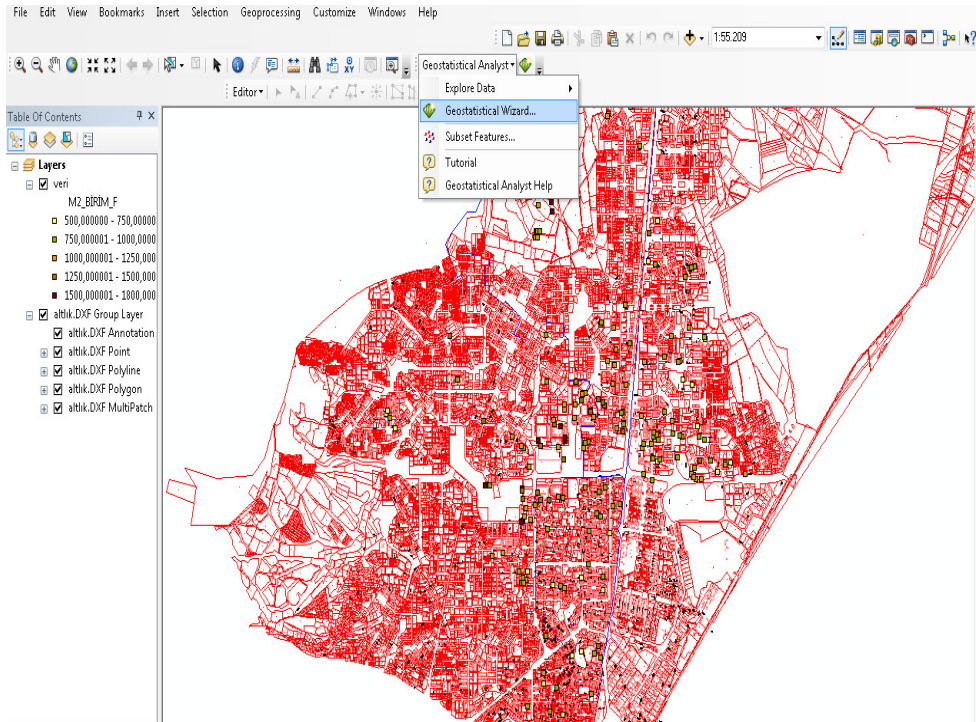 File Edit View Bookmarks Insert Selection Geoprocessing Customize Windows Help
1:55.209
Geostatistical Analyst
Editor
Explore Data
Geostatistical Wizard...
Subset Features...
Tutorial
Geostatistical Analyst Help
Table Of Contents
Layers
veri
M2_BİRİM_F
500,000000 - 750,00000
750,000001 - 1000,0000
1000,000001 - 1250,000
1250,000001 - 1500,000
1500,000001 - 1800,000
altlık.DXF Group Layer
altlık.DXF Annotation
altlık.DXF Point
altlık.DXF Polyline
altlık.DXF Polygon
altlık.DXF MultiPatch